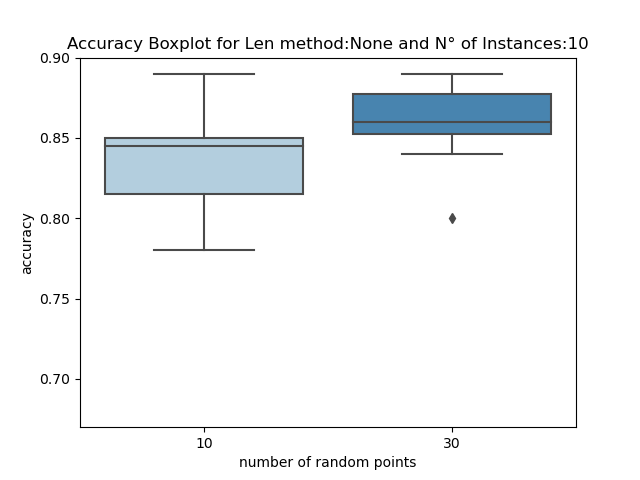 Accuracy Boxplot for Len method:None and N° of Instances:10
0.90
0.85
0.80
0.75
0.70
accuracy
10 30
number of random points